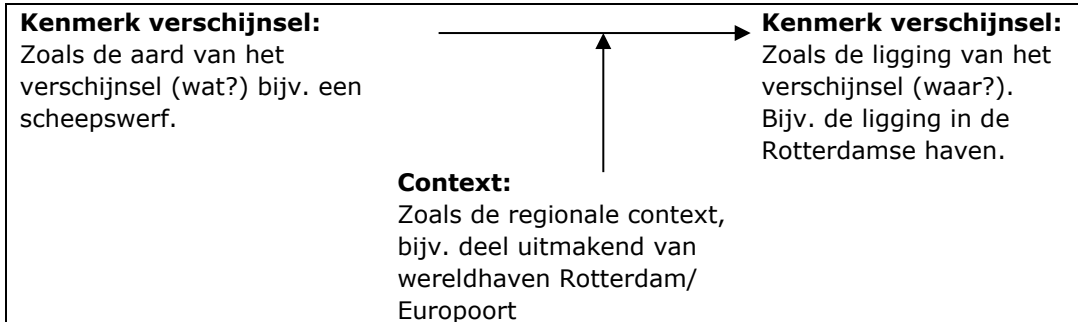 Kenmerk verschijnsel:
Zoals de aard van het
verschijnsel (wat?) bijv. een
scheepswerf.
Kenmerk verschijnsel:
Zoals de ligging van het
verschijnsel (waar?).
Bijv. de ligging in de
Rotterdamse haven.
Context:
Zoals de regionale context,
bijv. deel uitmakend van
wereldhaven Rotterdam/
Europoort